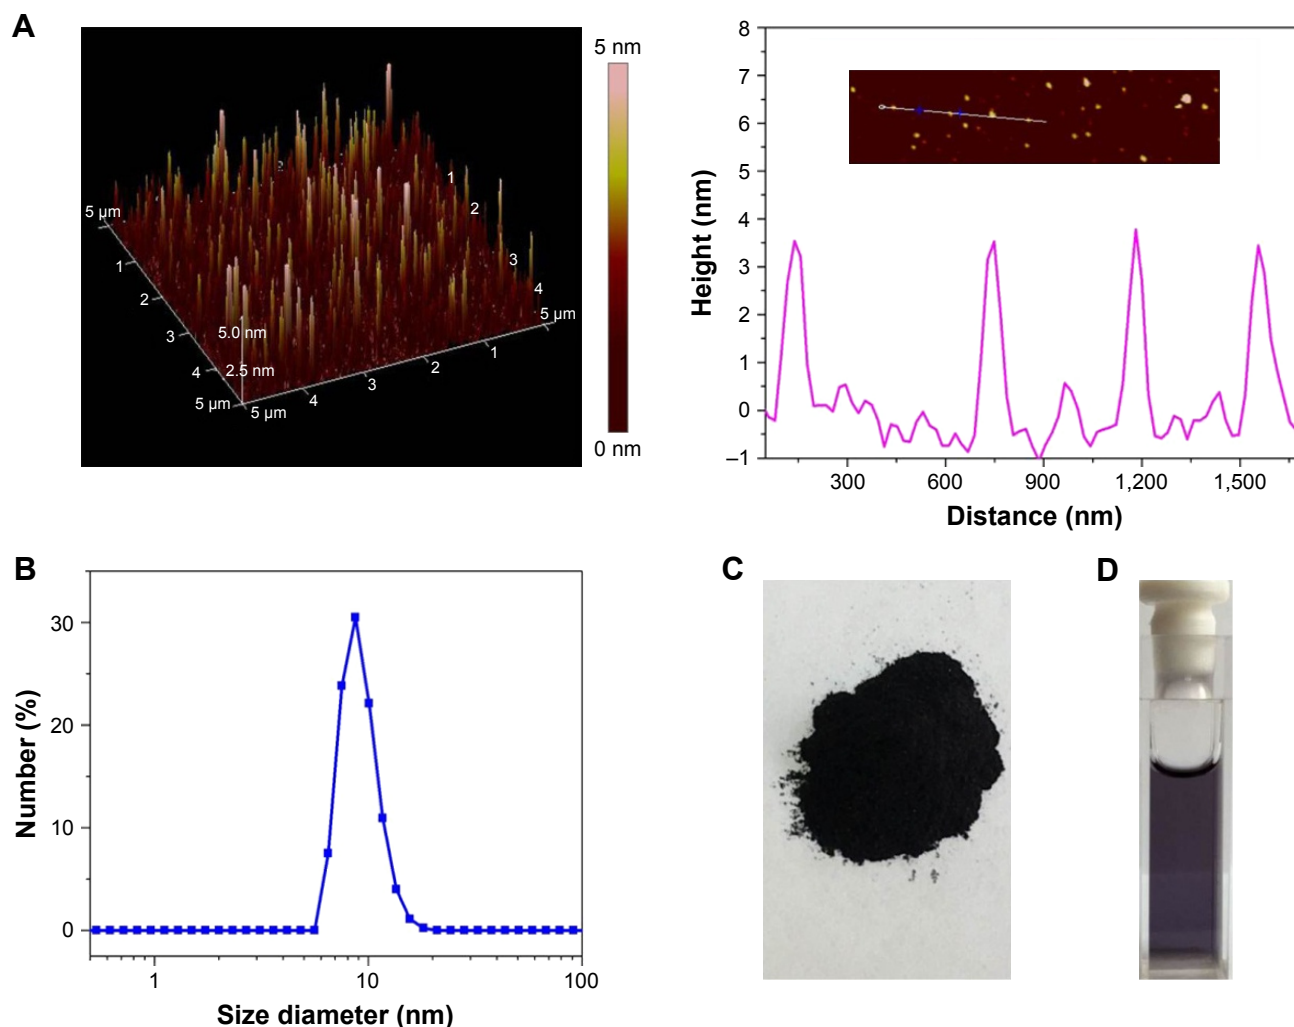 A
5 nm
0 nm
5 µm
1
2
3
4
5 µm
5.0 nm
2.5 nm
5 µm
4
3
2
1
5 µm
1
2
3
4
8
7
6
5
4
3
2
1
0
–1
Height (nm)
300
600
900
1,200
1,500
Distance (nm)
B
30
20
10
0
Number (%)
1
10
100
Size diameter (nm)
C
D